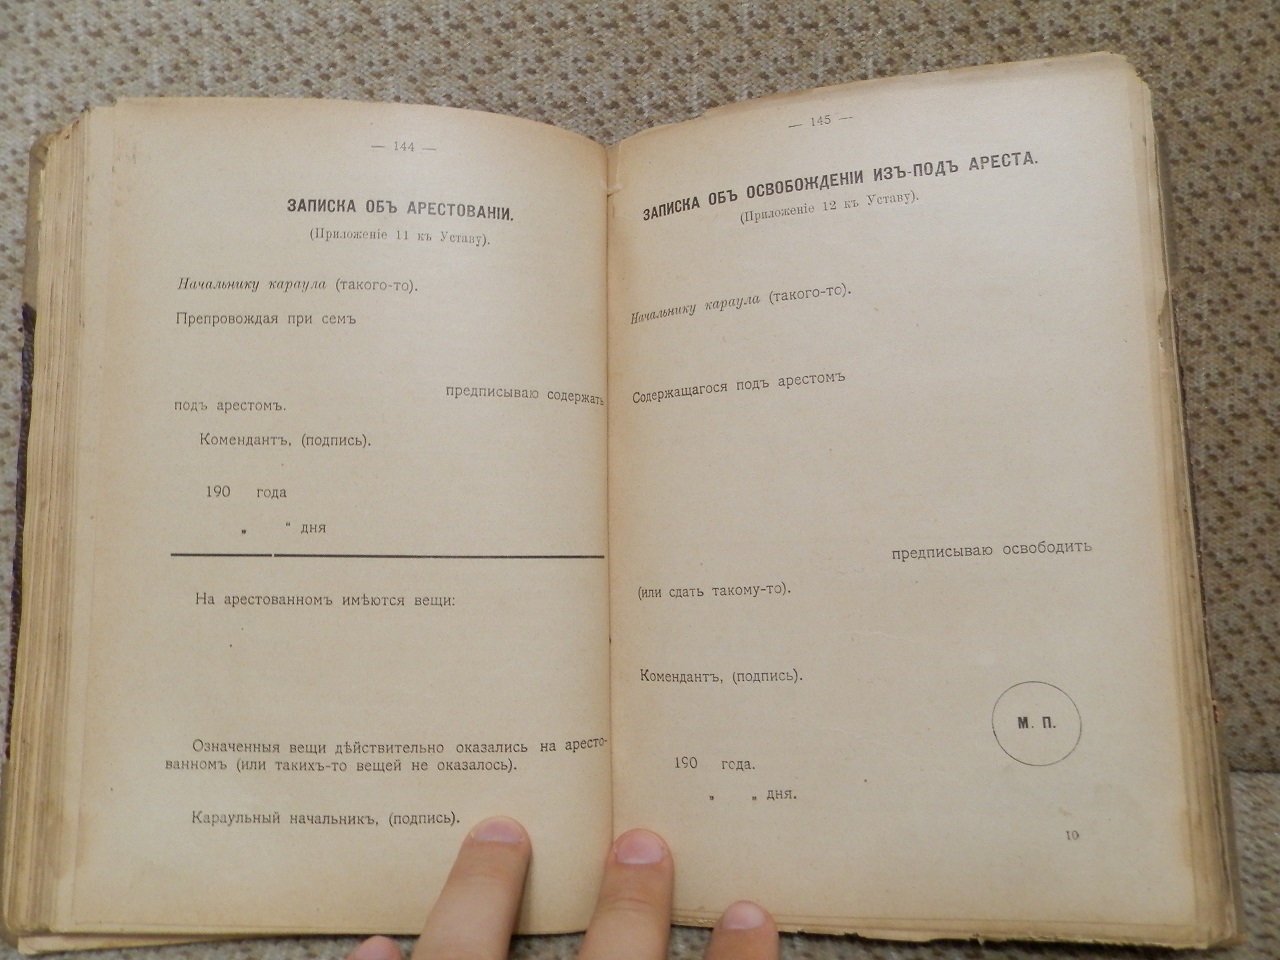 — 144 —
ЗАПИСКА ОБЪ АРЕСТОВАНІИ.
(Приложеніе 11 къ Уставу).
Начальнику караула (такого-то).
Препровождая при семъ
предписываю содержать
подъ арестомъ.
Комендантъ, (подпись).
190 года
„ “ дня
На арестованномъ имѣются вещи:
Означенныя вещи дѣйствительно оказались на аресто-
ванномъ (или такихъ-то вещей не оказалось).
Караульный начальникъ, (подпись).
— 145 —
ЗАПИСКА ОБЪ ОСВОБОЖДЕНІИ ИЗЪ-ПОДЪ АРЕСТА.
(Приложеніе 12 къ Уставу).
Начальнику караула (такого-то).
Содержащагося подъ арестомъ
предписываю освободить
(или сдать такому-то).
Комендантъ, (подпись).
М. П.
190 года.
„ „ дня.
10